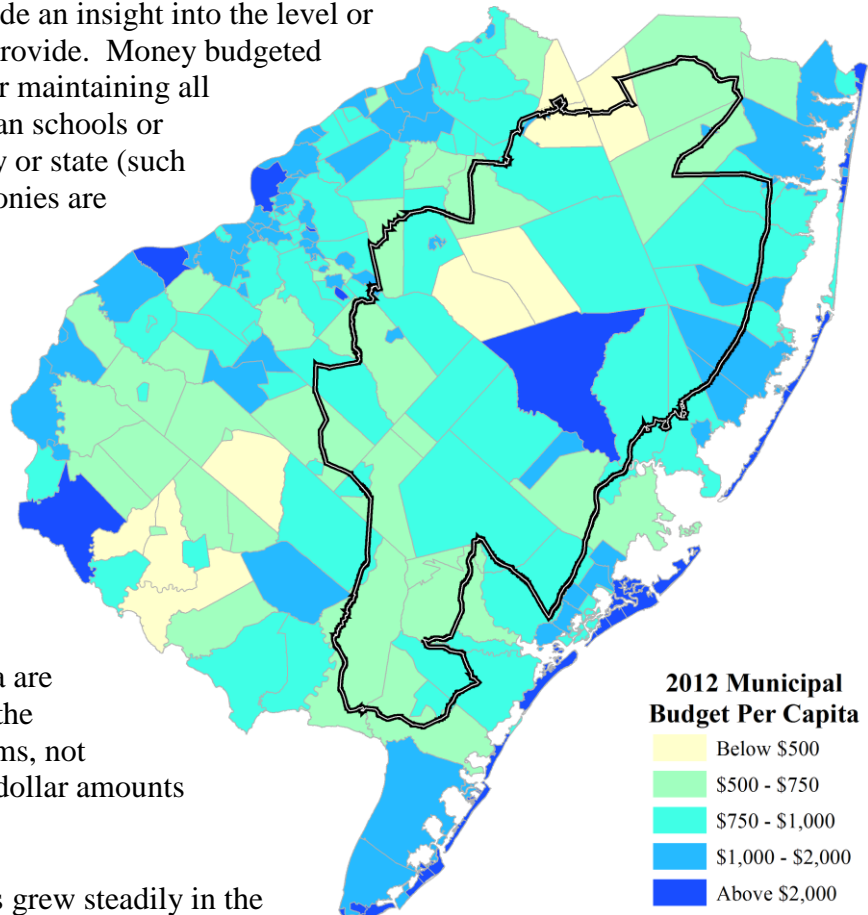 de an insight into the level or
rovide. Money budgeted
r maintaining all
an schools or
y or state (such
onies are
a are
the
ns, not
dollar amounts
s grew steadily in the
2012 Municipal
Budget Per Capita
Below $500
$500 - $750
$750 - $1,000
$1,000 - $2,000
Above $2,000